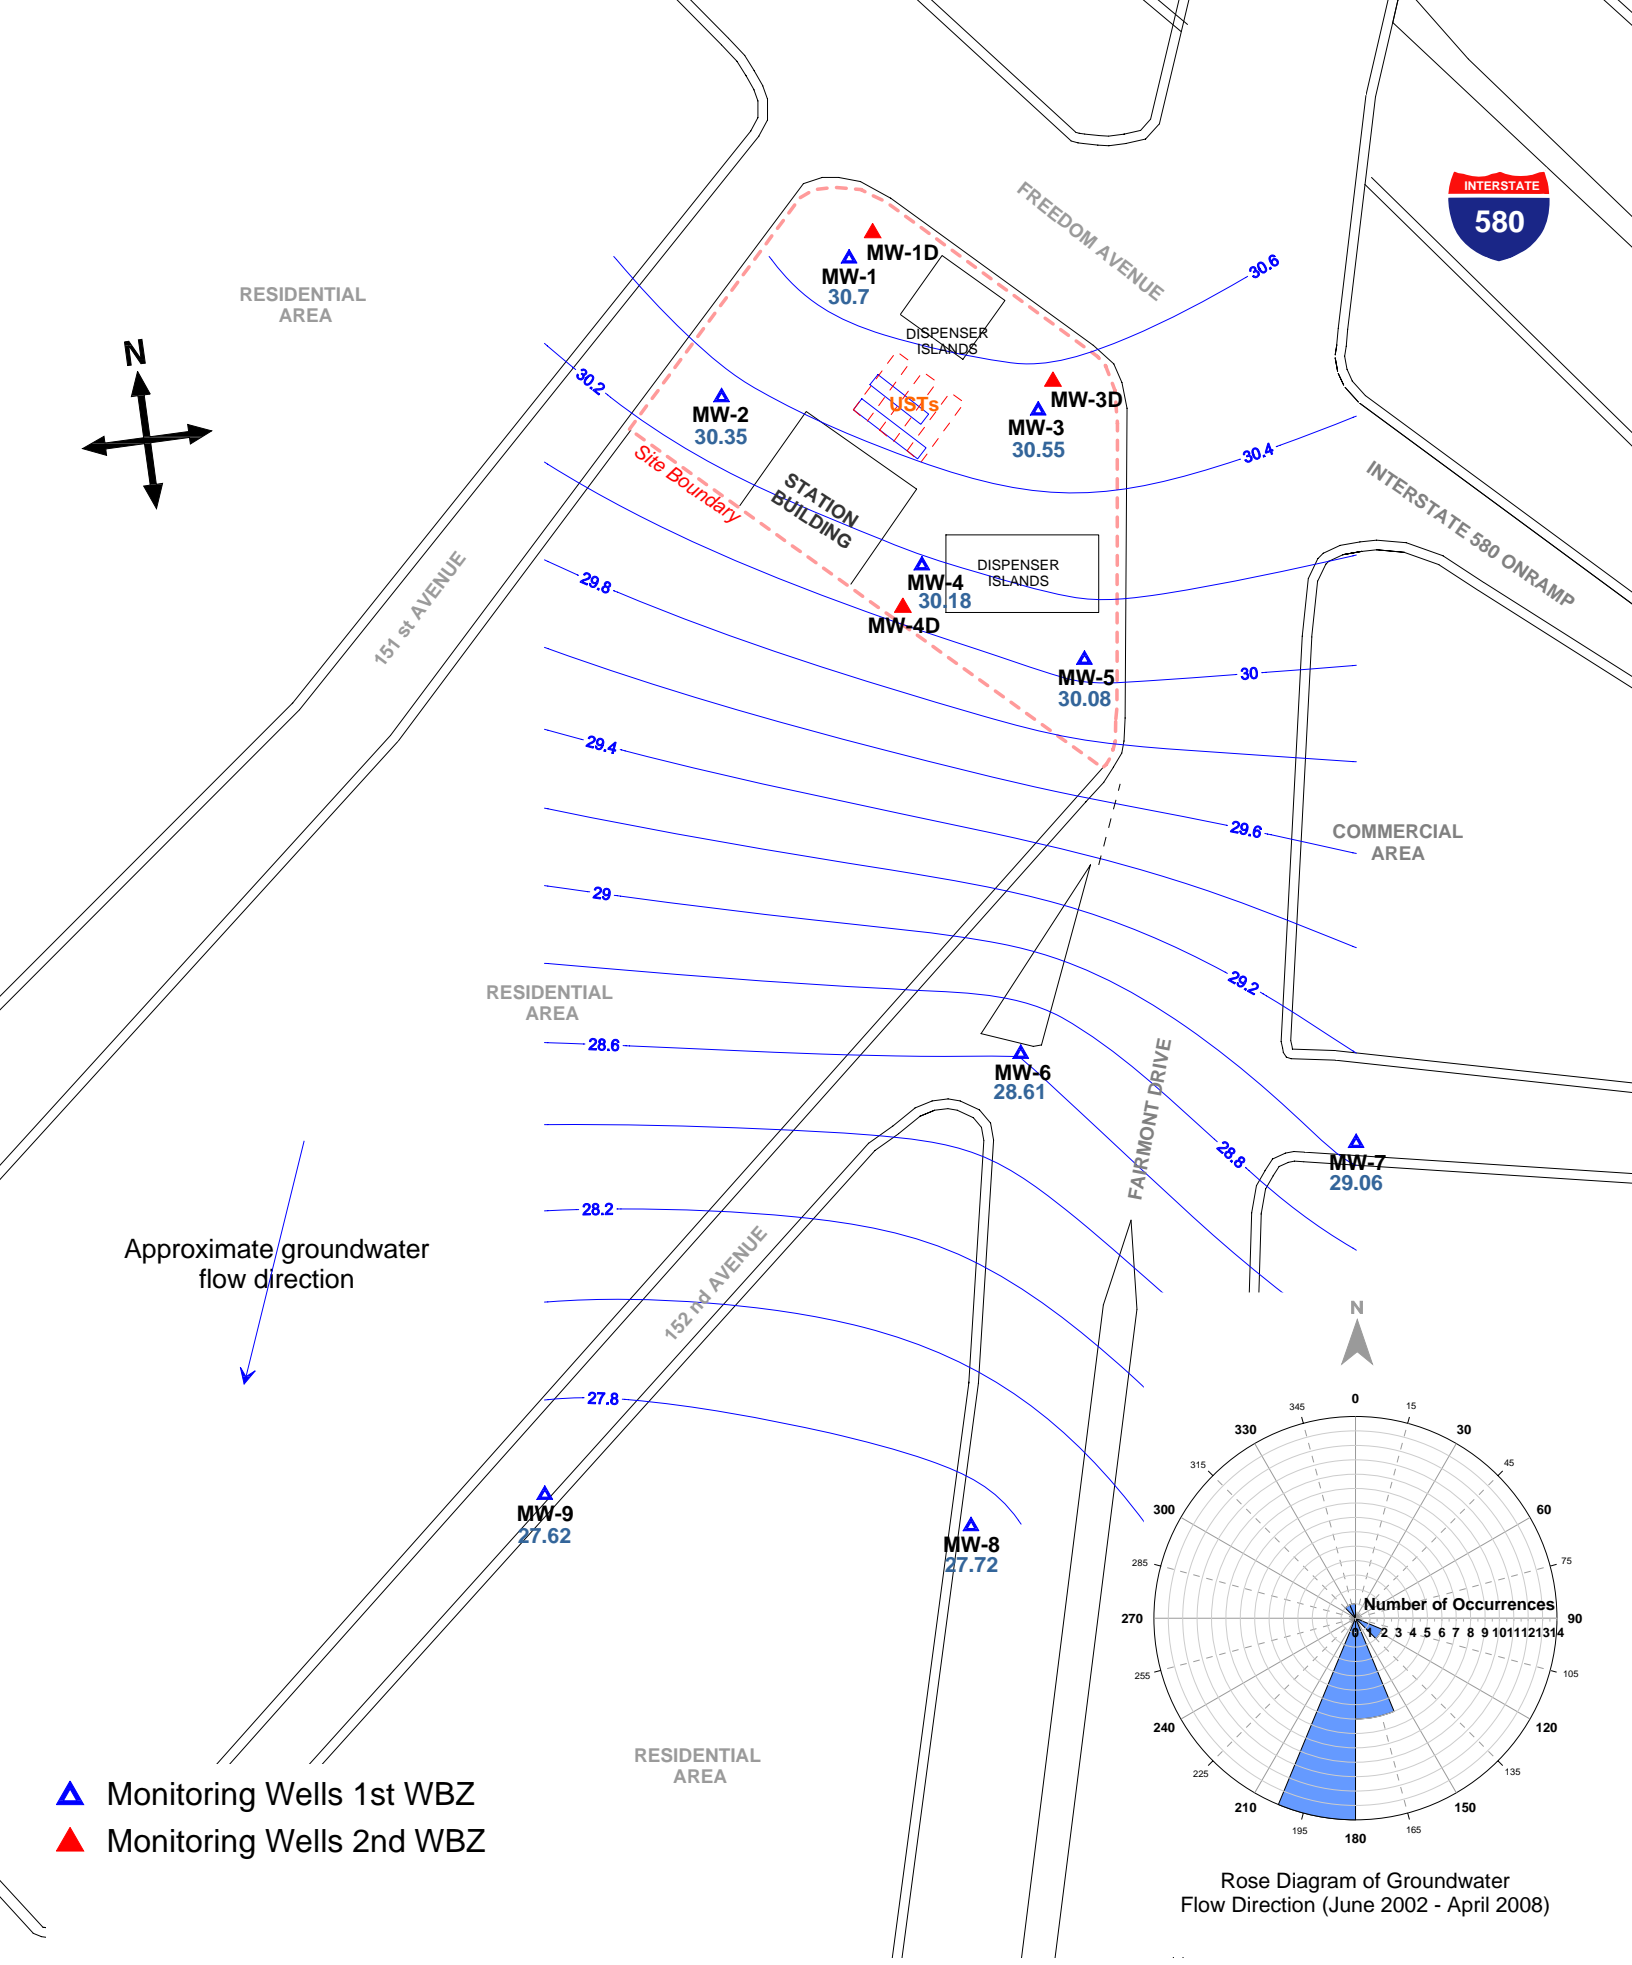 FREEDOM AVENUE
INTERSTATE
580
MW-1D
MW-1
30.7
30.6
RESIDENTIAL
AREA
DISPENSER
ISLANDS
N
30.2
MW-2
30.35
USTs
MW-3D
MW-3
30.55
30.4
Site Boundary
STATION
BUILDING
INTERSTATE 580 ONRAMP
151 st AVENUE
29.8
MW-4
30.18
MW-4D
DISPENSER
ISLANDS
MW-5
30.08
30
29.4
29.6
COMMERCIAL
AREA
29
29.2
RESIDENTIAL
AREA
28.6
MW-6
28.61
FAIRMONT DRIVE
28.8
MW-7
29.06
28.2
Approximate groundwater
flow direction
152 nd AVENUE
27.8
MW-9
27.62
MW-8
27.72
N
0
15
30
45
60
75
90
105
120
135
150
165
180
195
210
225
240
255
270
285
300
315
330
345
Number of Occurrences
0 1 2 3 4 5 6 7 8 9 10 11 12 13 14
RESIDENTIAL
AREA
Monitoring Wells 1st WBZ
Monitoring Wells 2nd WBZ
Rose Diagram of Groundwater
Flow Direction (June 2002 - April 2008)